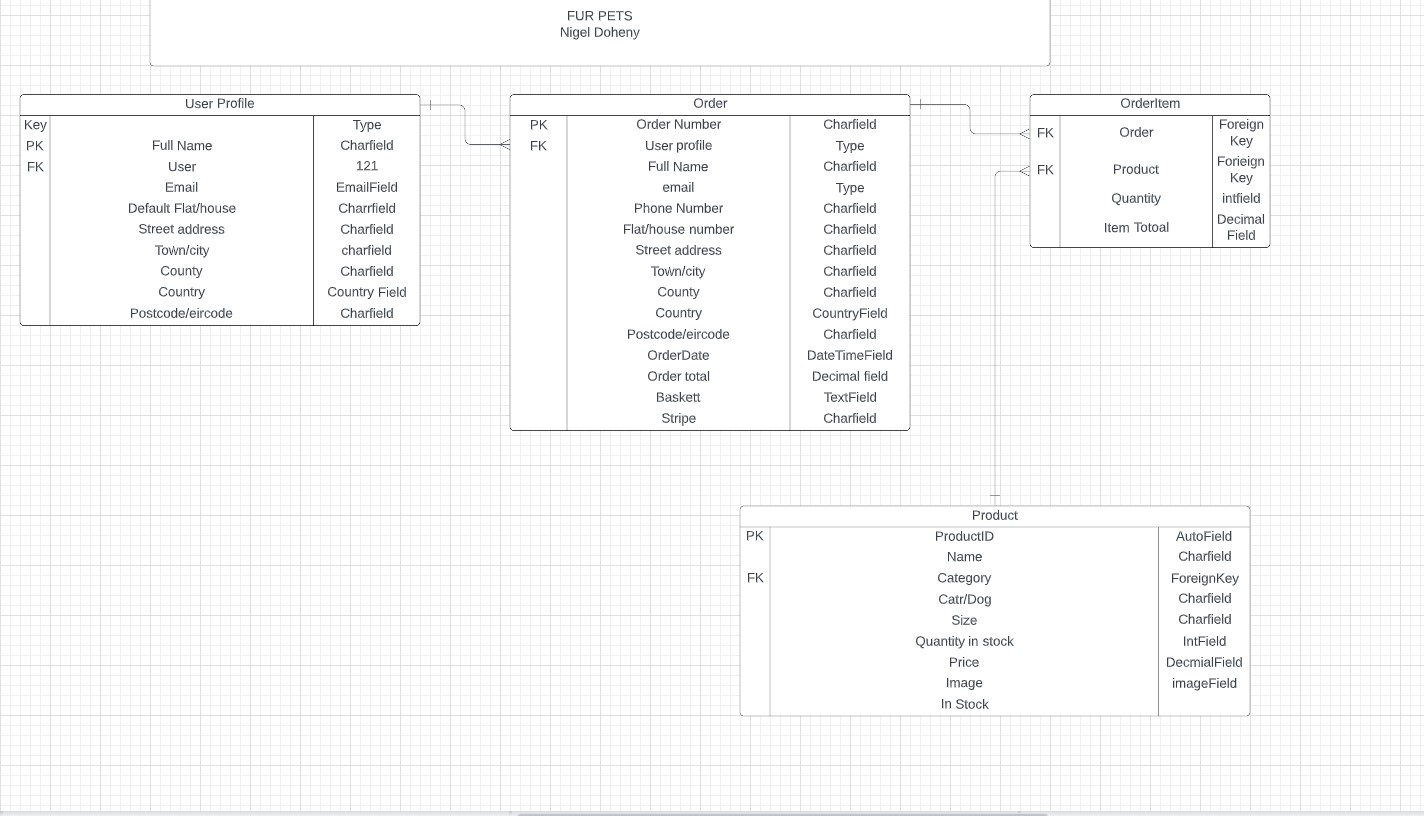 FUR PETS
Nigel Doheny
User Profile
Key Type
PK Full Name Charfield
FK User 121
Email EmailField
Default Flat/house Charrfield
Street address Charfield
Town/city charfield
County Charfield
Country Country Field
Postcode/eircode Charfield
Order
PK Order Number Charfield
FK User profile Type
Full Name Charfield
email Type
Phone Number Charfield
Flat/house number Charfield
Street address Charfield
Town/city Charfield
County Charfield
Country CountryField
Postcode/eircode Charfield
OrderDate DateTimeField
Order total Decimal field
Baskett TextField
Stripe Charfield
OrderItem
FK Order Foreign
Key
FK Product Forieign
Key
Quantity intfield
Item Totoal Decimal
Field
Product
PK ProductID AutoField
Name Charfield
FK Category ForeignKey
Catr/Dog Charfield
Size Charfield
Quantity in stock IntField
Price DecmialField
Image imageField
In Stock